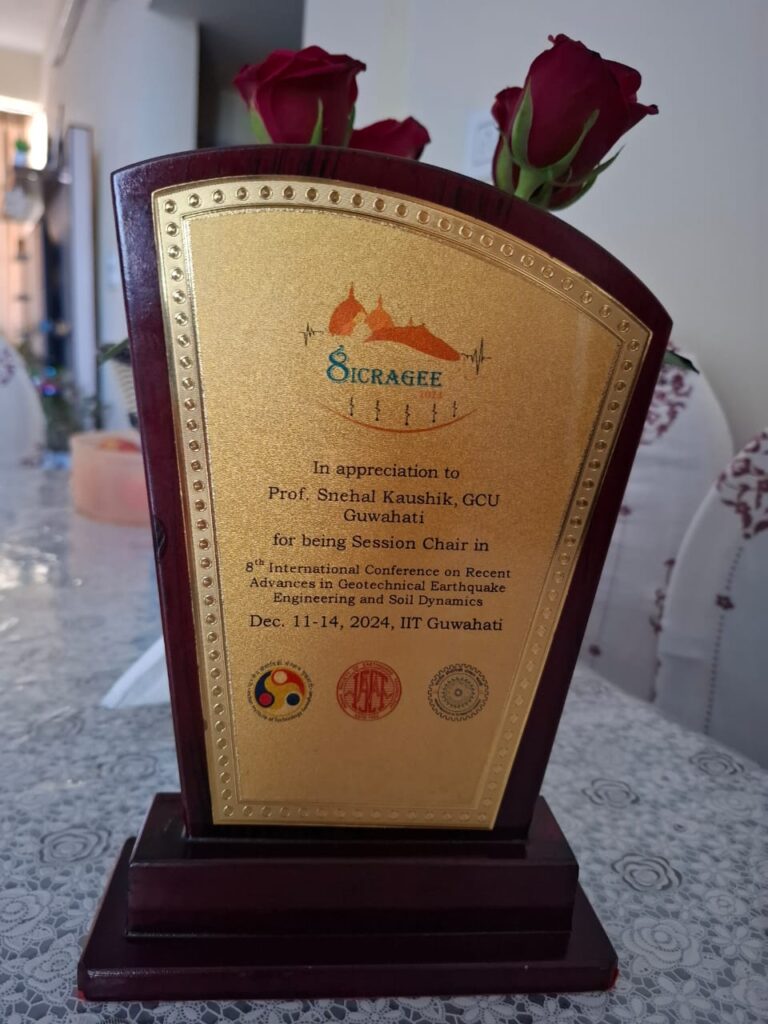 8ICRAGEE
2024
In appreciation to
Prof. Snehal Kaushik, GCU
Guwahati
for being Session Chair in
8th International Conference on Recent
Advances in Geotechnical Earthquake
Engineering and Soil Dynamics
Dec. 11-14, 2024, IIT Guwahati